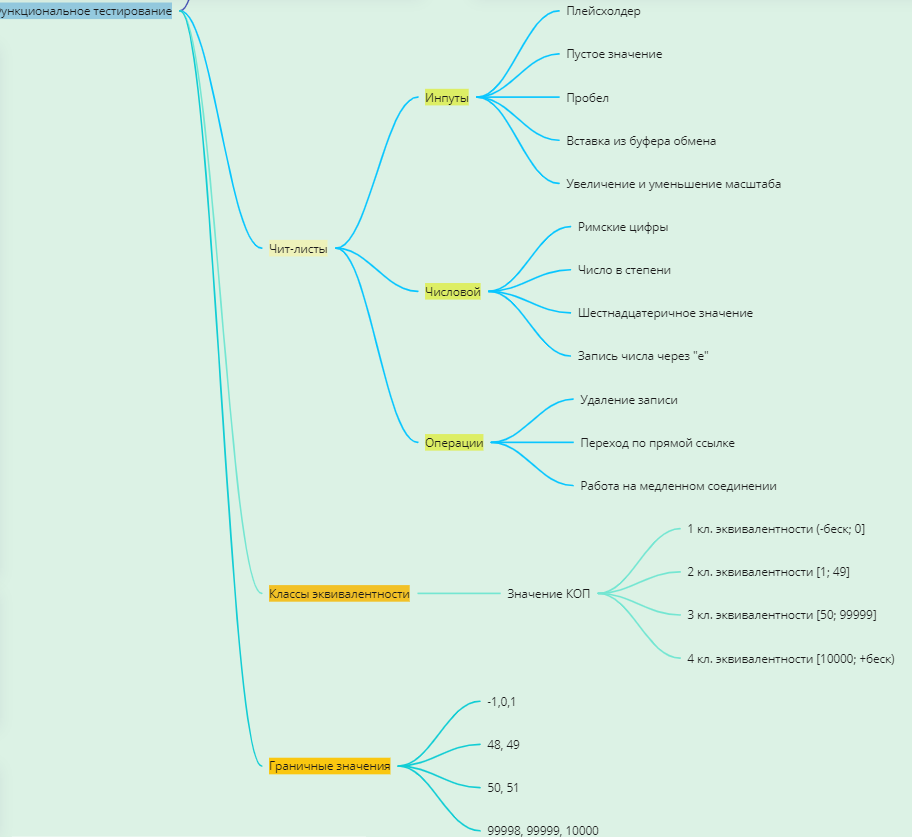 ункциональное тестирование
Чит-листы
Инпуты
Плейсхолдер
Пустое значение
Пробел
Вставка из буфера обмена
Увеличение и уменьшение масштаба
Числовой
Римские цифры
Число в степени
Шестнадцатеричное значение
Запись числа через "e"
Операции
Удаление записи
Переход по прямой ссылке
Работа на медленном соединении
Классы эквивалентности
Значение КОП
1 кл. эквивалентности (-беск; 0]
2 кл. эквивалентности [1; 49]
3 кл. эквивалентности [50; 99999]
4 кл. эквивалентности [10000; +беск)
Граничные значения
-1,0,1
48, 49
50, 51
99998, 99999, 10000